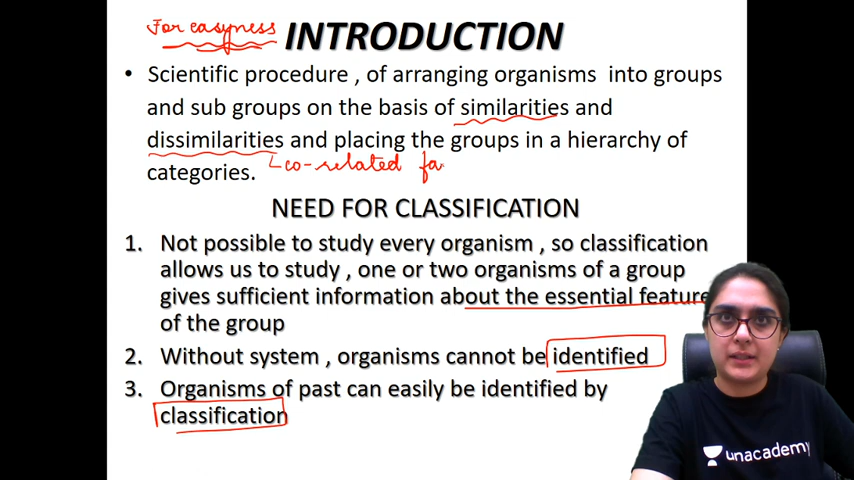 For easyness
INTRODUCTION
• Scientific procedure , of arranging organisms into groups
and sub groups on the basis of similarities and
dissimilarities and placing the groups in a hierarchy of
co-related fa
categories.
NEED FOR CLASSIFICATION
1. Not possible to study every organism , so classification
allows us to study , one or two organisms of a group
gives sufficient information about the essential feature
of the group
2. Without system , organisms cannot be identified
3. Organisms of past can easily be identified by
classification
unacademy